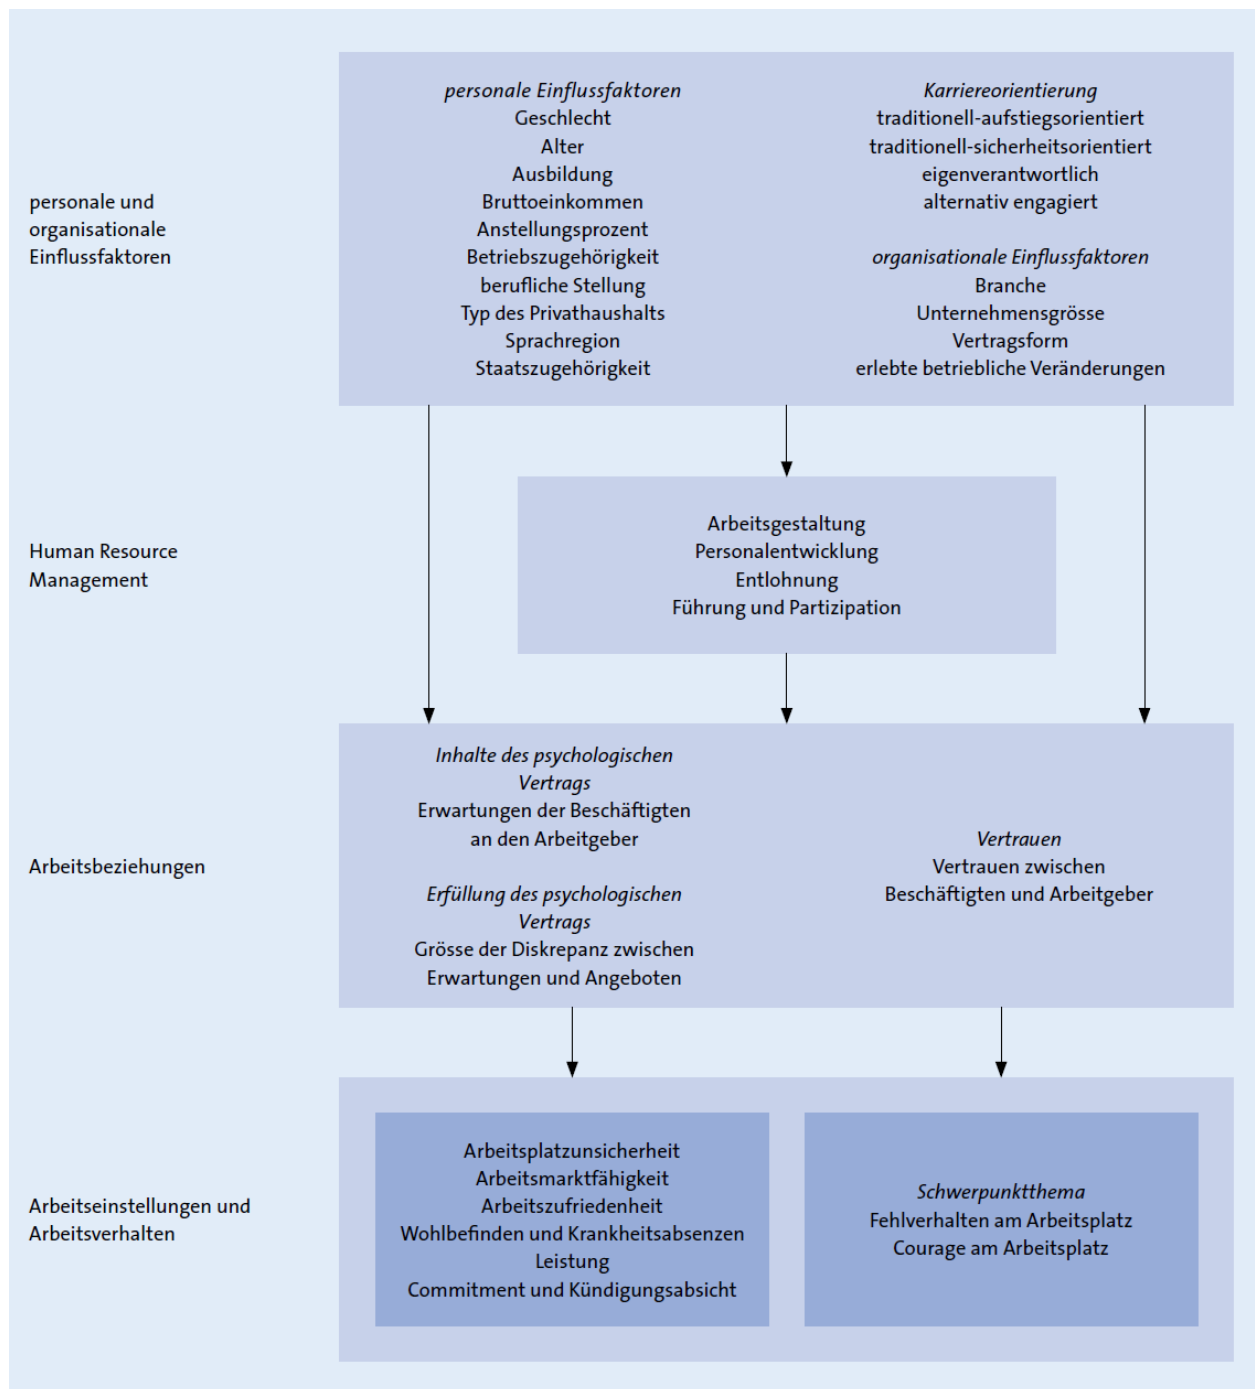 personale und
organisationale
Einflussfaktoren
personale Einflussfaktoren
Geschlecht
Alter
Ausbildung
Bruttoeinkommen
Anstellungsprozent
Betriebszugehörigkeit
berufliche Stellung
Typ des Privathaushalts
Sprachregion
Staatszugehörigkeit
Karriereorientierung
traditionell-aufstiegsorientiert
traditionell-sicherheitsorientiert
eigenverantwortlich
alternativ engagiert
organisationale Einflussfaktoren
Branche
Unternehmensgrösse
Vertragsform
erlebte betriebliche Veränderungen
Human Resource
Management
Arbeitsgestaltung
Personalentwicklung
Entlohnung
Führung und Partizipation
Arbeitsbeziehungen
Inhalte des psychologischen
Vertrags
Erwartungen der Beschäftigten
an den Arbeitgeber
Erfüllung des psychologischen
Vertrags
Grösse der Diskrepanz zwischen
Erwartungen und Angeboten
Vertrauen
Vertrauen zwischen
Beschäftigten und Arbeitgeber
Arbeitseinstellungen und
Arbeitsverhalten
Arbeitsplatzunsicherheit
Arbeitsmarktfähigkeit
Arbeitszufriedenheit
Wohlbefinden und Krankheitsabsenzen
Leistung
Commitment und Kündigungsabsicht
Schwerpunktthema
Fehlverhalten am Arbeitsplatz
Courage am Arbeitsplatz